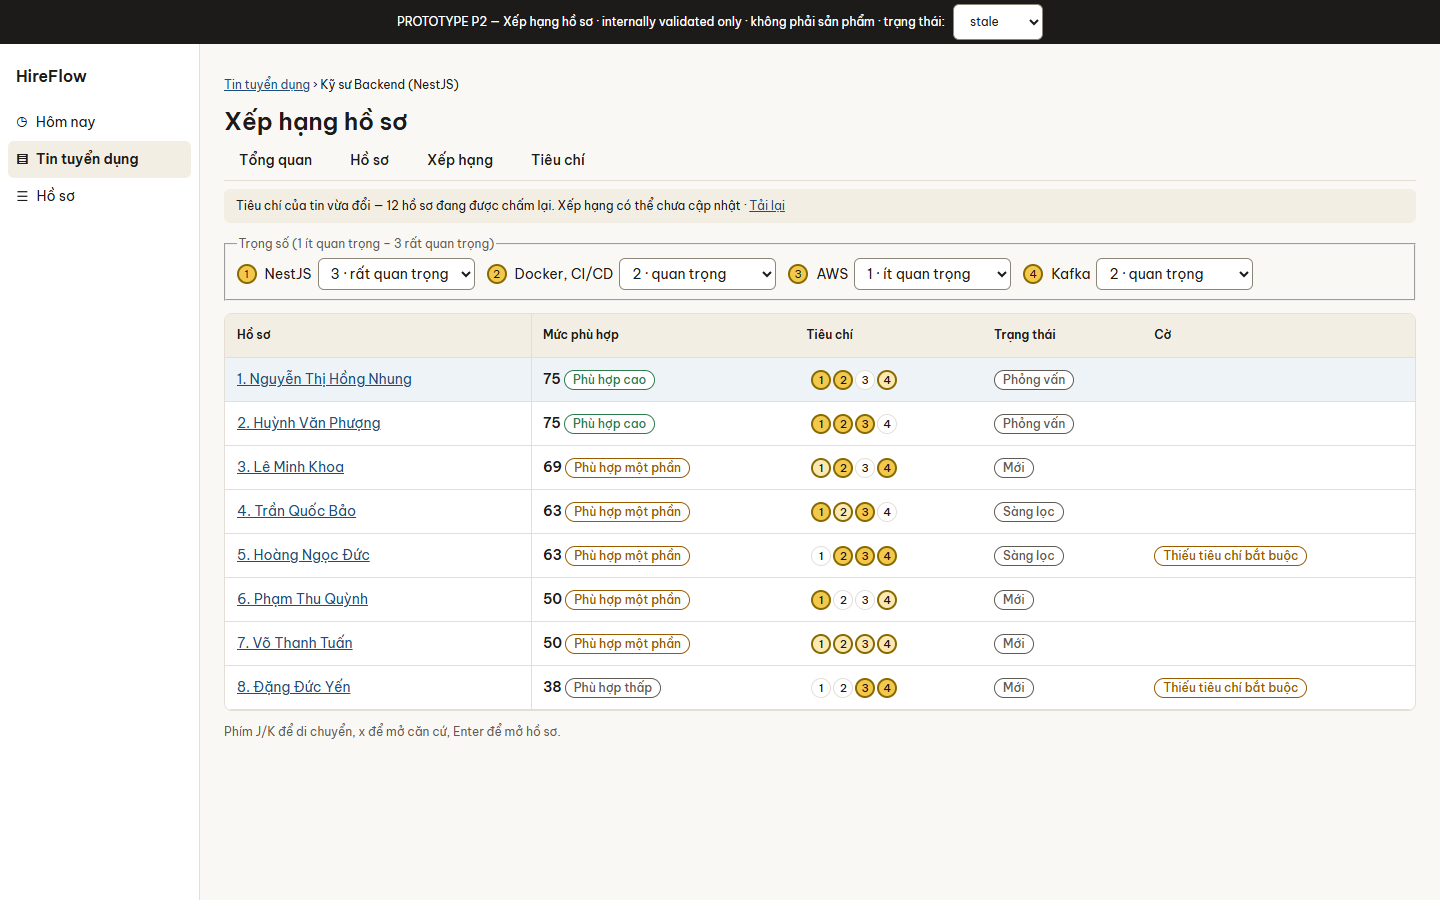 PROTOTYPE P2 — Xếp hạng hồ sơ · internally validated only · không phải sản phẩm · trạng thái: stale
HireFlow
Hôm nay
Tin tuyển dụng
Hồ sơ
Tin tuyển dụng › Kỹ sư Backend (NestJS)
Xếp hạng hồ sơ
Tổng quan Hồ sơ Xếp hạng Tiêu chí
Tiêu chí của tin vừa đổi — 12 hồ sơ đang được chấm lại. Xếp hạng có thể chưa cập nhật · Tải lại
Trọng số (1 ít quan trọng – 3 rất quan trọng)
1 NestJS 3 · rất quan trọng 2 Docker, CI/CD 2 · quan trọng 3 AWS 1 · ít quan trọng 4 Kafka 2 · quan trọng
Hồ sơ Mức phù hợp Tiêu chí Trạng thái Cờ
1. Nguyễn Thị Hồng Nhung 75 Phù hợp cao 1 2 3 4 Phỏng vấn
2. Huỳnh Văn Phượng 75 Phù hợp cao 1 2 3 4 Phỏng vấn
3. Lê Minh Khoa 69 Phù hợp một phần 1 2 3 4 Mới
4. Trần Quốc Bảo 63 Phù hợp một phần 1 2 3 4 Sàng lọc
5. Hoàng Ngọc Đức 63 Phù hợp một phần 1 2 3 4 Sàng lọc Thiếu tiêu chí bắt buộc
6. Phạm Thu Quỳnh 50 Phù hợp một phần 1 2 3 4 Mới
7. Võ Thanh Tuấn 50 Phù hợp một phần 1 2 3 4 Mới
8. Đặng Đức Yến 38 Phù hợp thấp 1 2 3 4 Mới Thiếu tiêu chí bắt buộc
Phím J/K để di chuyển, x để mở căn cứ, Enter để mở hồ sơ.